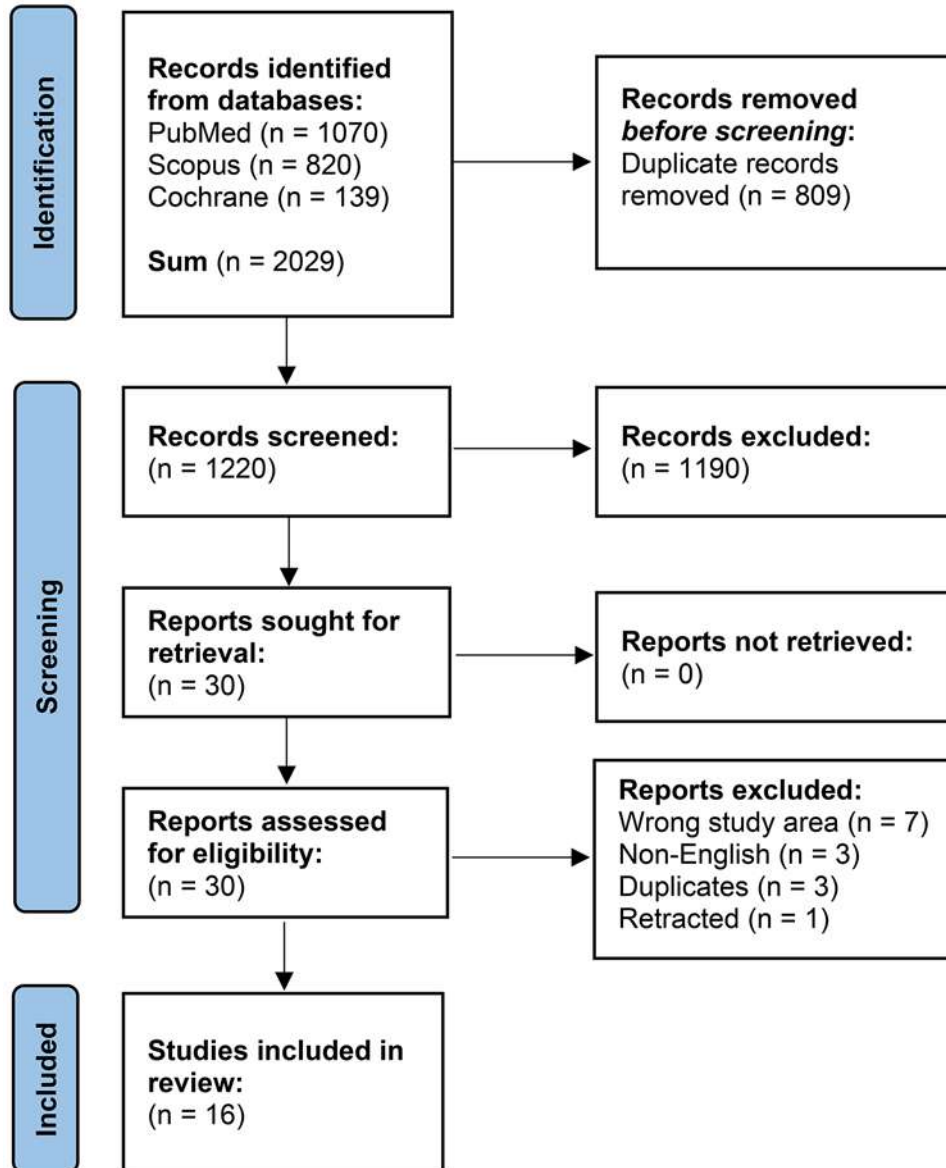 Identification
Records identified
from databases:
PubMed (n = 1070)
Scopus (n = 820)
Cochrane (n = 139)
Sum (n = 2029)
Records removed
before screening:
Duplicate records
removed (n = 809)
Screening
Records screened:
(n = 1220)
Records excluded:
(n = 1190)
Reports sought for
retrieval:
(n = 30)
Reports not retrieved:
(n = 0)
Reports assessed
for eligibility:
(n = 30)
Reports excluded:
Wrong study area (n = 7)
Non-English (n = 3)
Duplicates (n = 3)
Retracted (n = 1)
Included
Studies included in
review:
(n = 16)